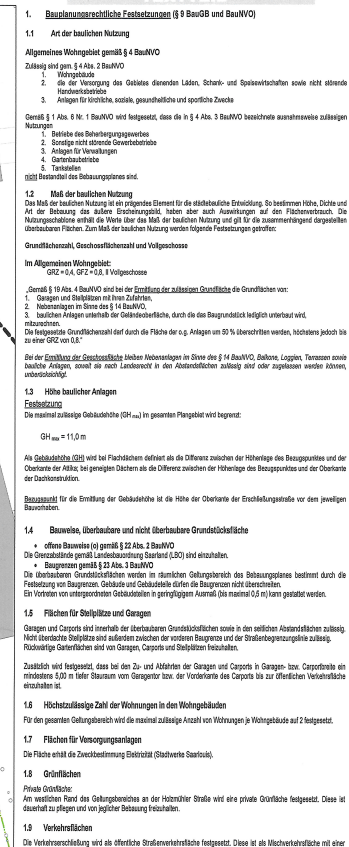 1. Bauplanungsrechtliche Festsetzungen (§ 9 BauGB und BauNVO)
1.1 Art der baulichen Nutzung
Allgemeines Wohngebiet gemäß § 4 BauNVO
Zulässig sind gem. § 4 Abs. 2 BauNVO
1. Wohngebäude
2. die der Versorgung des Gebietes dienenden Läden, Schank- und Speisewirtschaften sowie nicht störende
Handwerksbetriebe
3. Anlagen für kirchliche, soziale, gesundheitliche und sportliche Zwecke
Gemäß § 1 Abs. 6 Nr. 1 BauNVO wird festgesetzt, dass die in § 4 Abs. 3 BauNVO bezeichnete ausnahmsweise zulässigen
Nutzungen
1. Betriebe des Beherbergungsgewerbes
2. Sonstige nicht störende Gewerbebetriebe
3. Anlagen für Verwaltungen
4. Gartenbaubetriebe
5. Tankstellen
nicht Bestandteil des Bebauungsplanes sind.
1.2 Maß der baulichen Nutzung
Das Maß der baulichen Nutzung ist ein prägendes Element für die städtebauliche Entwicklung. So bestimmen Höhe, Dichte und
Art der Bebauung das äußere Erscheinungsbild, haben aber auch Auswirkungen auf den Flächenverbrauch. Die
Nutzungsschablone enthält die Werte über das Maß der baulichen Nutzung und gilt für die zusammenhängend dargestellten
überbaubaren Flächen. Zum Maß der baulichen Nutzung werden folgende Festsetzungen getroffen:
Grundflächenzahl, Geschossflächenzahl und Vollgeschosse
Im Allgemeinen Wohngebiet:
GRZ = 0,4, GFZ = 0,8, II Vollgeschosse
„Gemäß § 19 Abs. 4 BauNVO sind bei der Ermittlung der zulässigen Grundfläche die Grundflächen von:
1. Garagen und Stellplätzen mit ihren Zufahrten,
2. Nebenanlagen im Sinne des § 14 BauNVO,
3. baulichen Anlagen unterhalb der Geländeoberfläche, durch die das Baugrundstück lediglich unterbaut wird,
mitzurechnen.
Die festgesetzte Grundflächenzahl darf durch die Fläche der o.g. Anlagen um 50 % überschritten werden, höchstens jedoch bis
zu einer GRZ von 0,8."
Bei der Ermittlung der Geschossfläche bleiben Nebenanlagen im Sinne des § 14 BauNVO, Balkone, Loggien, Terrassen sowie
bauliche Anlagen, soweit sie nach Landesrecht in den Abstandsflächen zulässig sind oder zugelassen werden können,
unberücksichtigt.
1.3 Höhe baulicher Anlagen
Festsetzung
Die maximal zulässige Gebäudehöhe (GH max) im gesamten Plangebiet wird begrenzt:
GH max = 11,0 m
Als Gebäudehöhe (GH) wird bei Flachdächern definiert als die Differenz zwischen der Höhenlage des Bezugspunktes und der
Oberkante der Attika; bei geneigten Dächern als die Differenz zwischen der Höhenlage des Bezugspunktes und der Oberkante
der Dachkonstruktion.
Bezugspunkt für die Ermittlung der Gebäudehöhe ist die Höhe der Oberkante der Erschließungsstraße vor dem jeweiligen
Bauvorhaben.
1.4 Bauweise, überbaubare und nicht überbaubare Grundstücksfläche
• offene Bauweise (o) gemäß § 22 Abs. 2 BauNVO
Die Grenzabstände gemäß Landesbauordnung Saarland (LBO) sind einzuhalten.
• Baugrenzen gemäß § 23 Abs. 3 BauNVO
Die überbaubaren Grundstücksflächen werden im räumlichen Geltungsbereich des Bebauungsplanes bestimmt durch die
Festsetzung von Baugrenzen. Gebäude und Gebäudeteile dürfen die Baugrenzen nicht überschreiten.
Ein Vortreten von untergeordneten Gebäudeteilen in geringfügigem Ausmaß (bis maximal 0,5 m) kann gestattet werden.
1.5 Flächen für Stellplätze und Garagen
Garagen und Carports sind innerhalb der überbaubaren Grundstücksflächen sowie in den seitlichen Abstandsflächen zulässig.
Nicht überdachte Stellplätze sind außerdem zwischen der vorderen Baugrenze und der Straßenbegrenzungslinie zulässig.
Rückwärtige Gartenflächen sind von Garagen, Carports und Stellplätzen freizuhalten.
Zusätzlich wird festgesetzt, dass bei den Zu- und Abfahrten der Garagen und Carports in Garagen- bzw. Carportbreite ein
mindestens 5,00 m tiefer Stauraum vom Garagentor bzw. der Vorderkante des Carports bis zur öffentlichen Verkehrsfläche
einzuhalten ist.
1.6 Höchstzulässige Zahl der Wohnungen in den Wohngebäuden
Für den gesamten Geltungsbereich wird die maximal zulässige Anzahl von Wohnungen je Wohngebäude auf 2 festgesetzt.
1.7 Flächen für Versorgungsanlagen
Die Fläche erhält die Zweckbestimmung Elektrizität (Stadtwerke Saarlouis).
1.8 Grünflächen
Private Grünfläche:
Am westlichen Rand des Geltungsbereiches an der Holzmühler Straße wird eine private Grünfläche festgesetzt. Diese ist
dauerhaft zu pflegen und von jeglicher Bebauung freizuhalten.
1.9 Verkehrsflächen
Die Verkehrserschließung wird als öffentliche Straßenverkehrsfläche festgesetzt. Diese ist als Mischverkehrsfläche mit einer